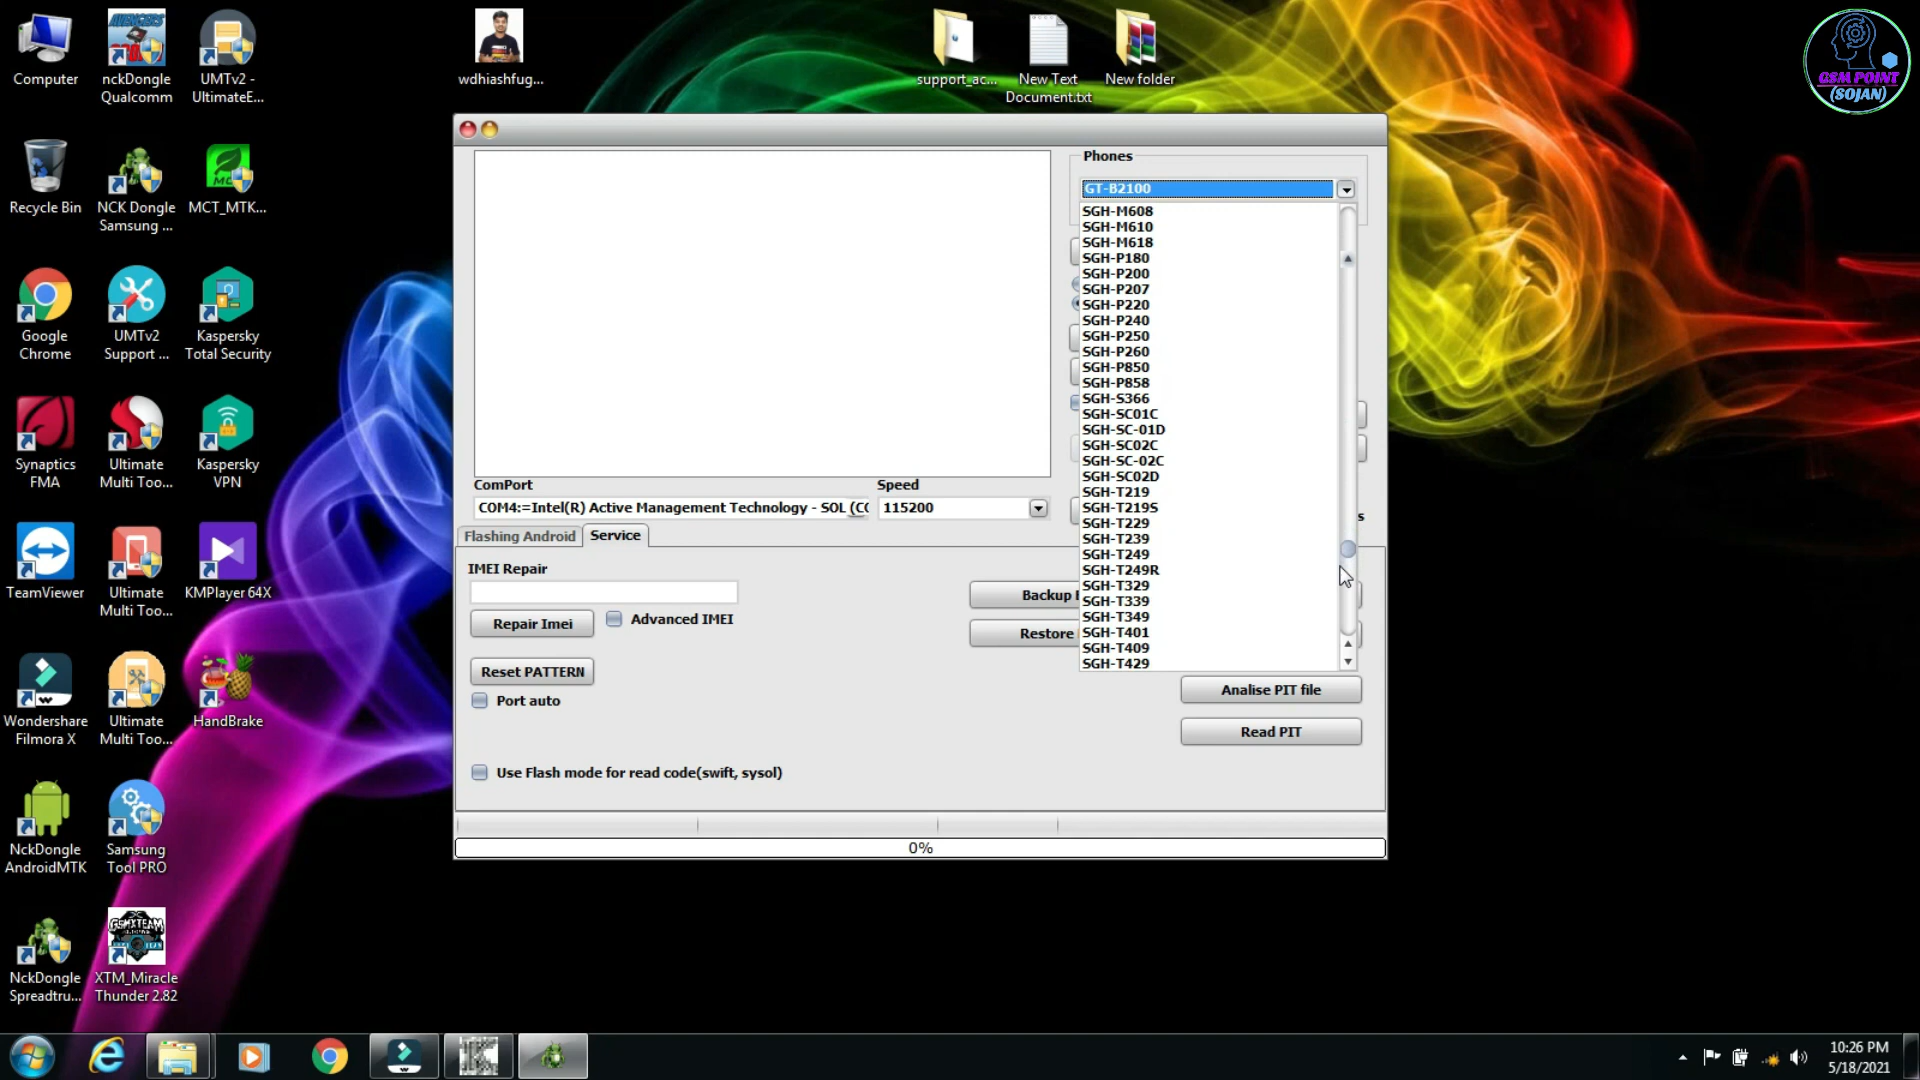 Computer
nckDongle
Qualcomm
UMTv2 -
UltimateE...
wdhiashfug...
support_ac...
New Text
Document.txt
New folder
GSM POINT
(SOJAN)
Recycle Bin
NCK Dongle
Samsung ...
MCT_MTK...
Google
Chrome
UMTv2
Support ...
Kaspersky
Total Security
Synaptics
FMA
Ultimate
Multi Too...
Kaspersky
VPN
TeamViewer
Ultimate
Multi Too...
KMPlayer 64X
Wondershare
Filmora X
Ultimate
Multi Too...
HandBrake
NckDongle
AndroidMTK
Samsung
Tool PRO
NckDongle
Spreadtru...
XTM_Miracle
Thunder 2.82
Phones
GT-B2100
SGH-M608
SGH-M610
SGH-M618
SGH-P180
SGH-P200
SGH-P207
SGH-P220
SGH-P240
SGH-P250
SGH-P260
SGH-P850
SGH-P858
SGH-S366
SGH-SC01C
SGH-SC-01D
SGH-SC02C
SGH-SC-02C
SGH-SC02D
SGH-T219
SGH-T219S
SGH-T229
SGH-T239
SGH-T249
SGH-T249R
SGH-T329
SGH-T339
SGH-T349
SGH-T401
SGH-T409
SGH-T429
ComPort
Speed
COM4:=Intel(R) Active Management Technology - SOL (CO
115200
Flashing Android
Service
IMEI Repair
Repair Imei
Advanced IMEI
Backup
Restore
Reset PATTERN
Port auto
Analise PIT file
Read PIT
Use Flash mode for read code(swift, sysol)
0%
10:26 PM
5/18/2021